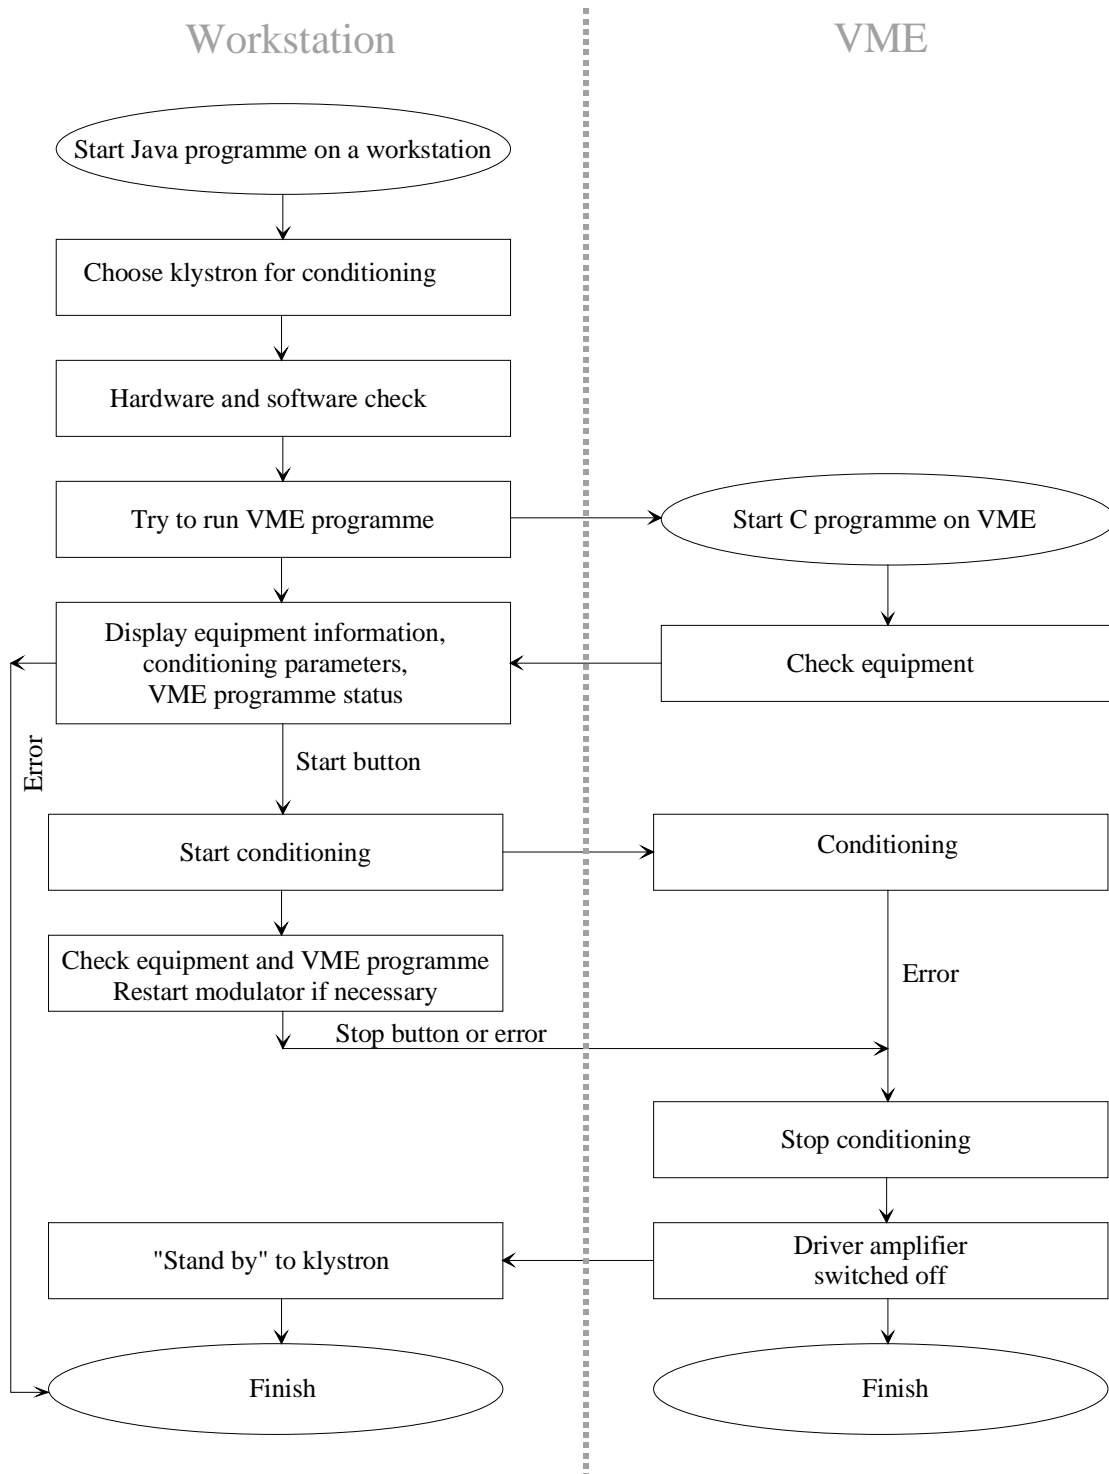 Workstation
VME
Start Java programme on a workstation
Choose klystron for conditioning
Hardware and software check
Try to run VME programme
Start C programme on VME
Display equipment information,
conditioning parameters,
VME programme status
Check equipment
Error
Start button
Start conditioning
Conditioning
Check equipment and VME programme
Restart modulator if necessary
Error
Stop button or error
Stop conditioning
"Stand by" to klystron
Driver amplifier
switched off
Finish
Finish